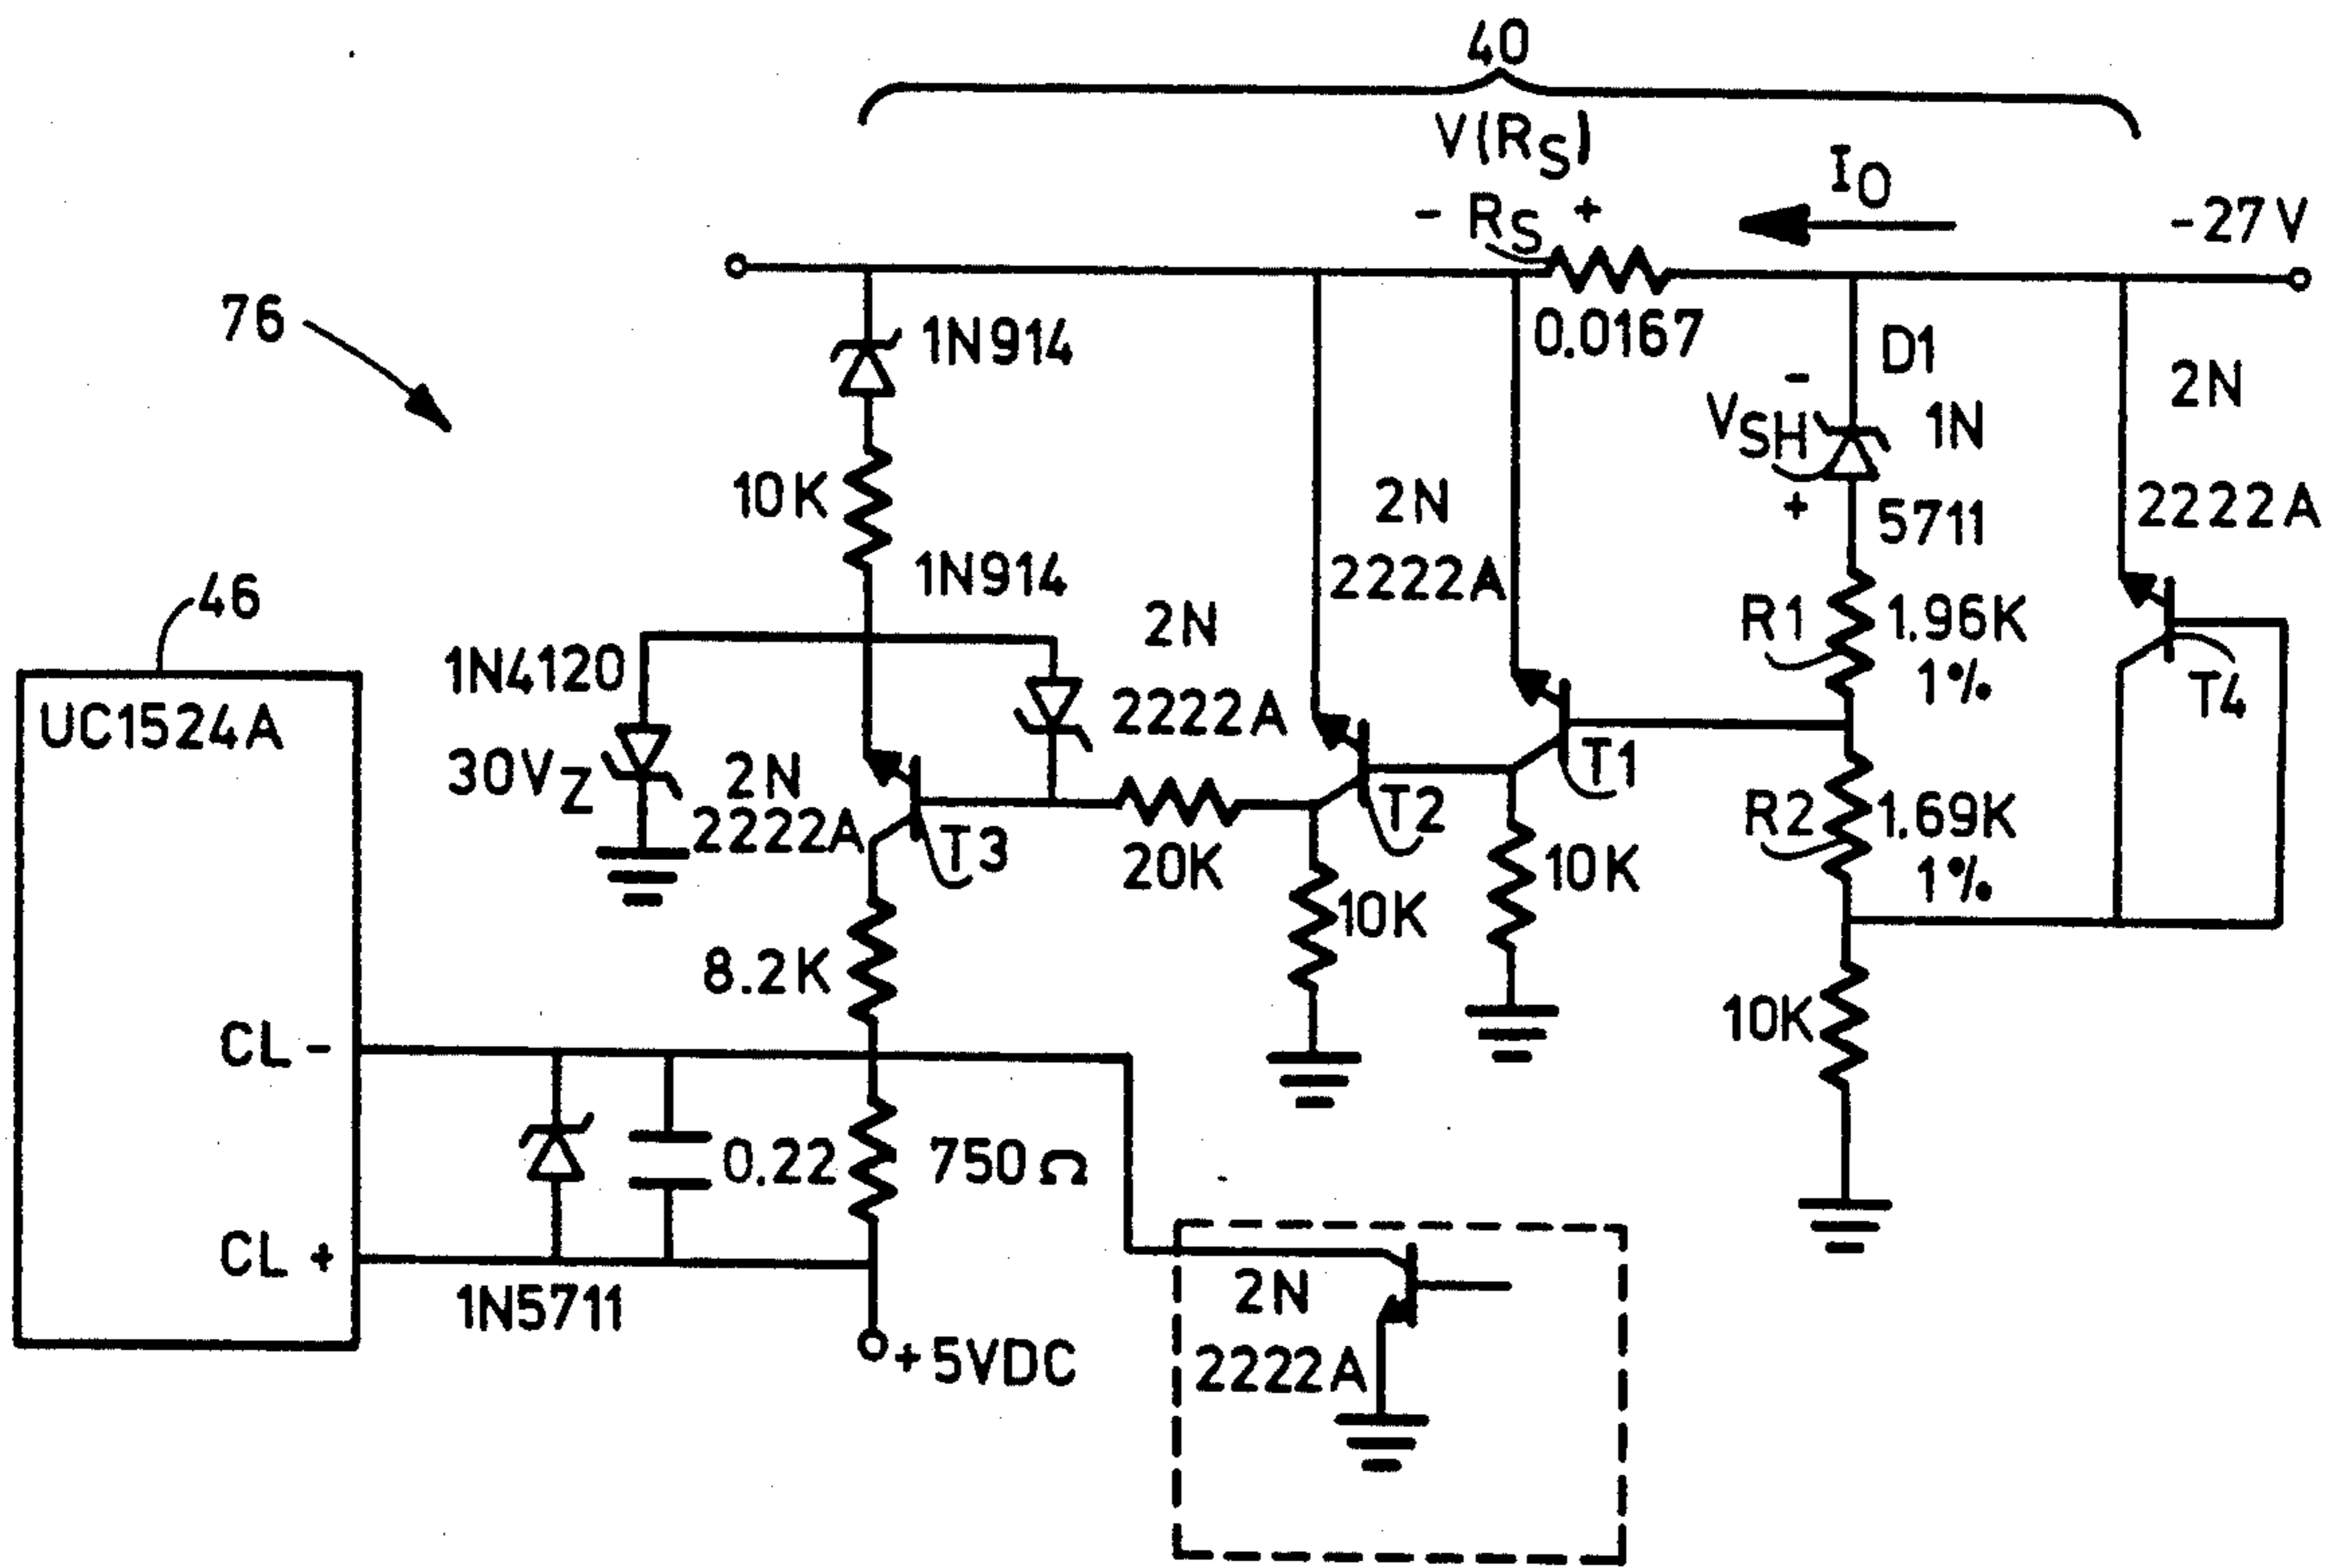 40
V(RS)
- RS +
IO
-27V
76
1N914
0.0167
D1
-
VSH
+
1N
5711
2N
2222A
10K
2N
2222A
1N914
46
1N4120
30VZ
2N
2222A
R1
1.96K
1%
T4
UC1524A
2N
2222A
T3
20K
T2
T1
R2
1.69K
1%
10K
10K
8.2K
10K
CL -
0.22
750Ω
CL +
1N5711
+5VDC
2N
2222A